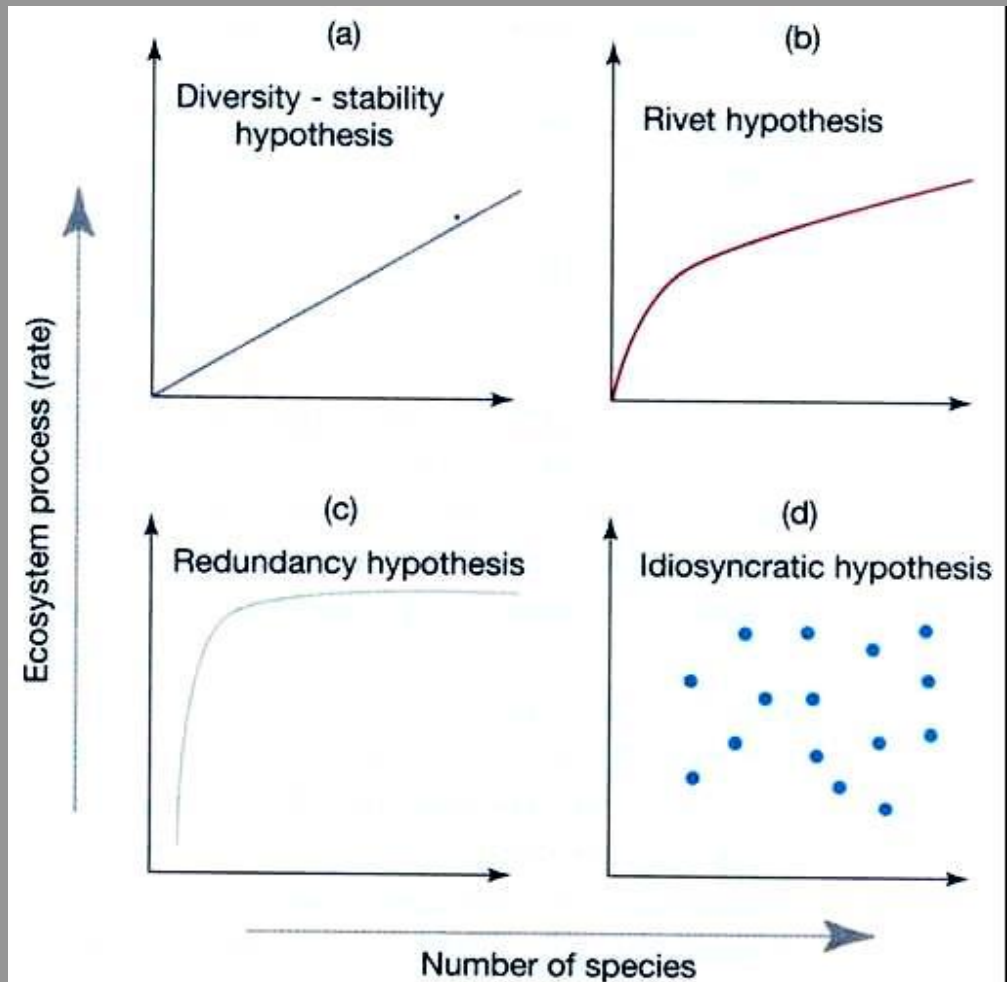 (a)
Diversity - stability
hypothesis
(b)
Rivet hypothesis
(c)
Redundancy hypothesis
(d)
Idiosyncratic hypothesis
Ecosystem process (rate)
Number of species